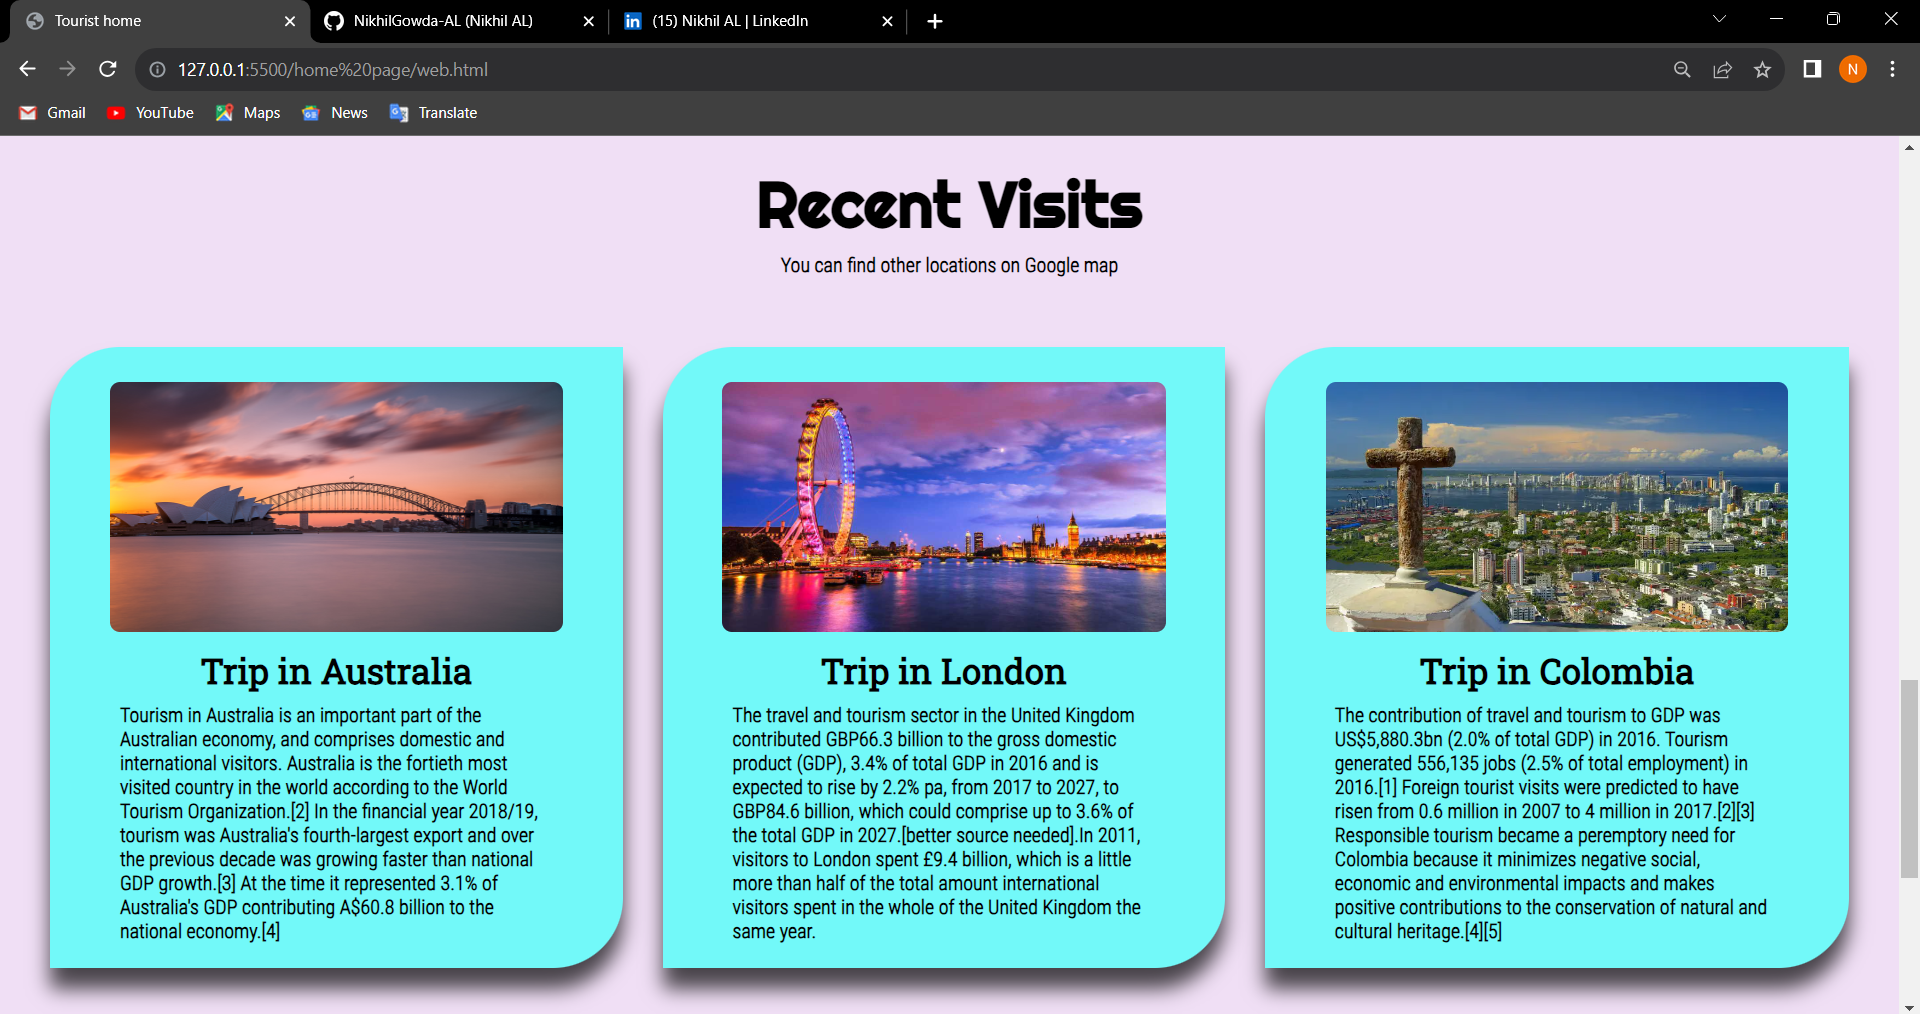 Tourist home
NikhilGowda-AL (Nikhil AL)
(15) Nikhil AL | LinkedIn
127.0.0.1:5500/home%20page/web.html
N
Gmail
YouTube
Maps
News
Translate
Recent Visits
You can find other locations on Google map
Trip in Australia
Tourism in Australia is an important part of the
Australian economy, and comprises domestic and
international visitors. Australia is the fortieth most
visited country in the world according to the World
Tourism Organization.[2] In the financial year 2018/19,
tourism was Australia's fourth-largest export and over
the previous decade was growing faster than national
GDP growth.[3] At the time it represented 3.1% of
Australia's GDP contributing A$60.8 billion to the
national economy.[4]
Trip in London
The travel and tourism sector in the United Kingdom
contributed GBP66.3 billion to the gross domestic
product (GDP), 3.4% of total GDP in 2016 and is
expected to rise by 2.2% pa, from 2017 to 2027, to
GBP84.6 billion, which could comprise up to 3.6% of
the total GDP in 2027.[better source needed].In 2011,
visitors to London spent £9.4 billion, which is a little
more than half of the total amount international
visitors spent in the whole of the United Kingdom the
same year.
Trip in Colombia
The contribution of travel and tourism to GDP was
US$5,880.3bn (2.0% of total GDP) in 2016. Tourism
generated 556,135 jobs (2.5% of total employment) in
2016.[1] Foreign tourist visits were predicted to have
risen from 0.6 million in 2007 to 4 million in 2017.[2][3]
Responsible tourism became a peremptory need for
Colombia because it minimizes negative social,
economic and environmental impacts and makes
positive contributions to the conservation of natural and
cultural heritage.[4][5]